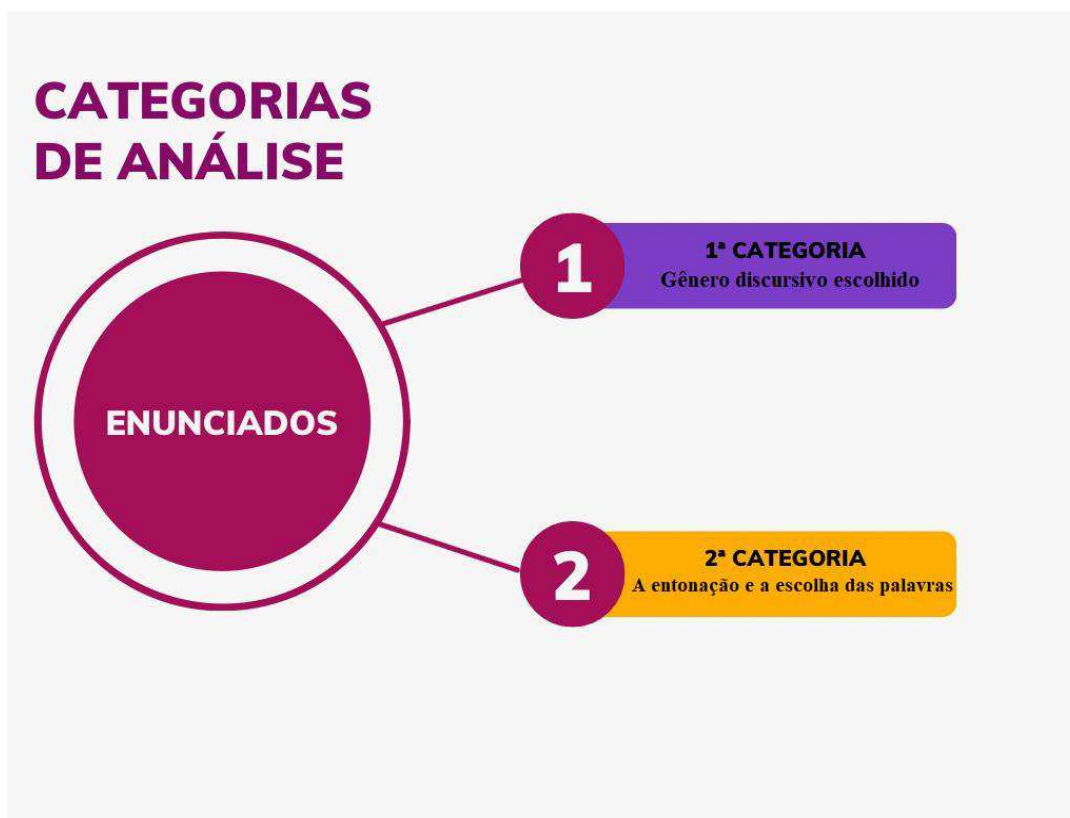 CATEGORIAS
DE ANÁLISE
ENUNCIADOS
1
1ª CATEGORIA
Gênero discursivo escolhido
2
2ª CATEGORIA
A entonação e a escolha das palavras